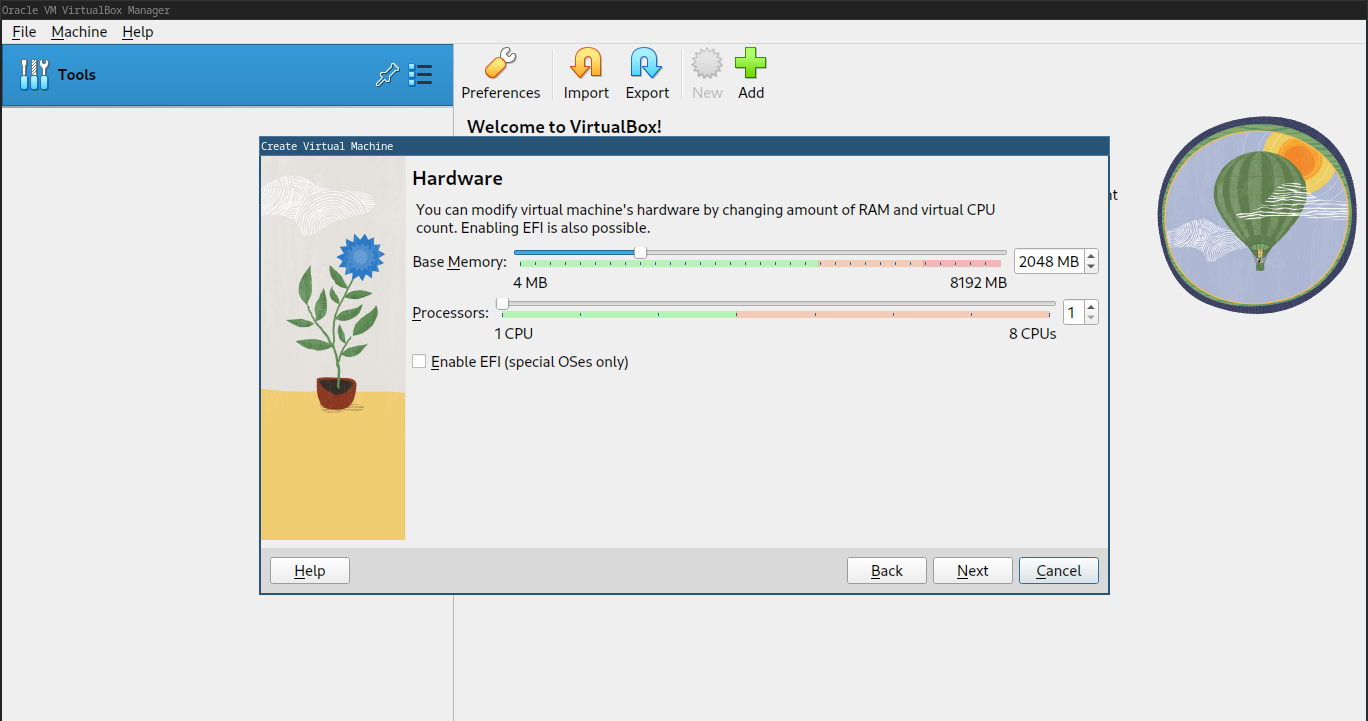 Oracle VM VirtualBox Manager
File Machine Help
Tools
Preferences Import Export New Add
Welcome to VirtualBox!
Create Virtual Machine
Hardware
You can modify virtual machine's hardware by changing amount of RAM and virtual CPU
count. Enabling EFI is also possible.
Base Memory: 2048 MB
4 MB 8192 MB
Processors: 1
1 CPU 8 CPUs
Enable EFI (special OSes only)
Help Back Next Cancel